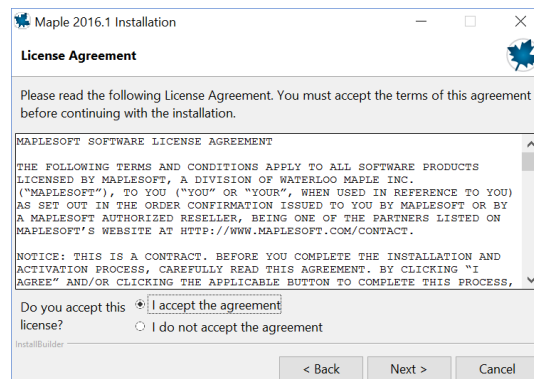 Maple 2016.1 Installation
License Agreement
Please read the following License Agreement. You must accept the terms of this agreement
before continuing with the installation.
MAPLESOFT SOFTWARE LICENSE AGREEMENT
THE FOLLOWING TERMS AND CONDITIONS APPLY TO ALL SOFTWARE PRODUCTS
LICENSED BY MAPLESOFT, A DIVISION OF WATERLOO MAPLE INC.
("MAPLESOFT"), TO YOU ("YOU" OR "YOUR", WHEN USED IN REFERENCE TO YOU)
AS SET OUT IN THE ORDER CONFIRMATION ISSUED TO YOU BY MAPLESOFT OR BY
A MAPLESOFT AUTHORIZED RESELLER, BEING ONE OF THE PARTNERS LISTED ON
MAPLESOFT'S WEBSITE AT HTTP://WWW.MAPLESOFT.COM/CONTACT.
NOTICE: THIS IS A CONTRACT. BEFORE YOU COMPLETE THE INSTALLATION AND
ACTIVATION PROCESS, CAREFULLY READ THIS AGREEMENT. BY CLICKING "I
AGREE" AND/OR CLICKING THE APPLICABLE BUTTON TO COMPLETE THIS PROCESS,
Do you accept this
license?
I accept the agreement
I do not accept the agreement
InstallBuilder
< Back
Next >
Cancel